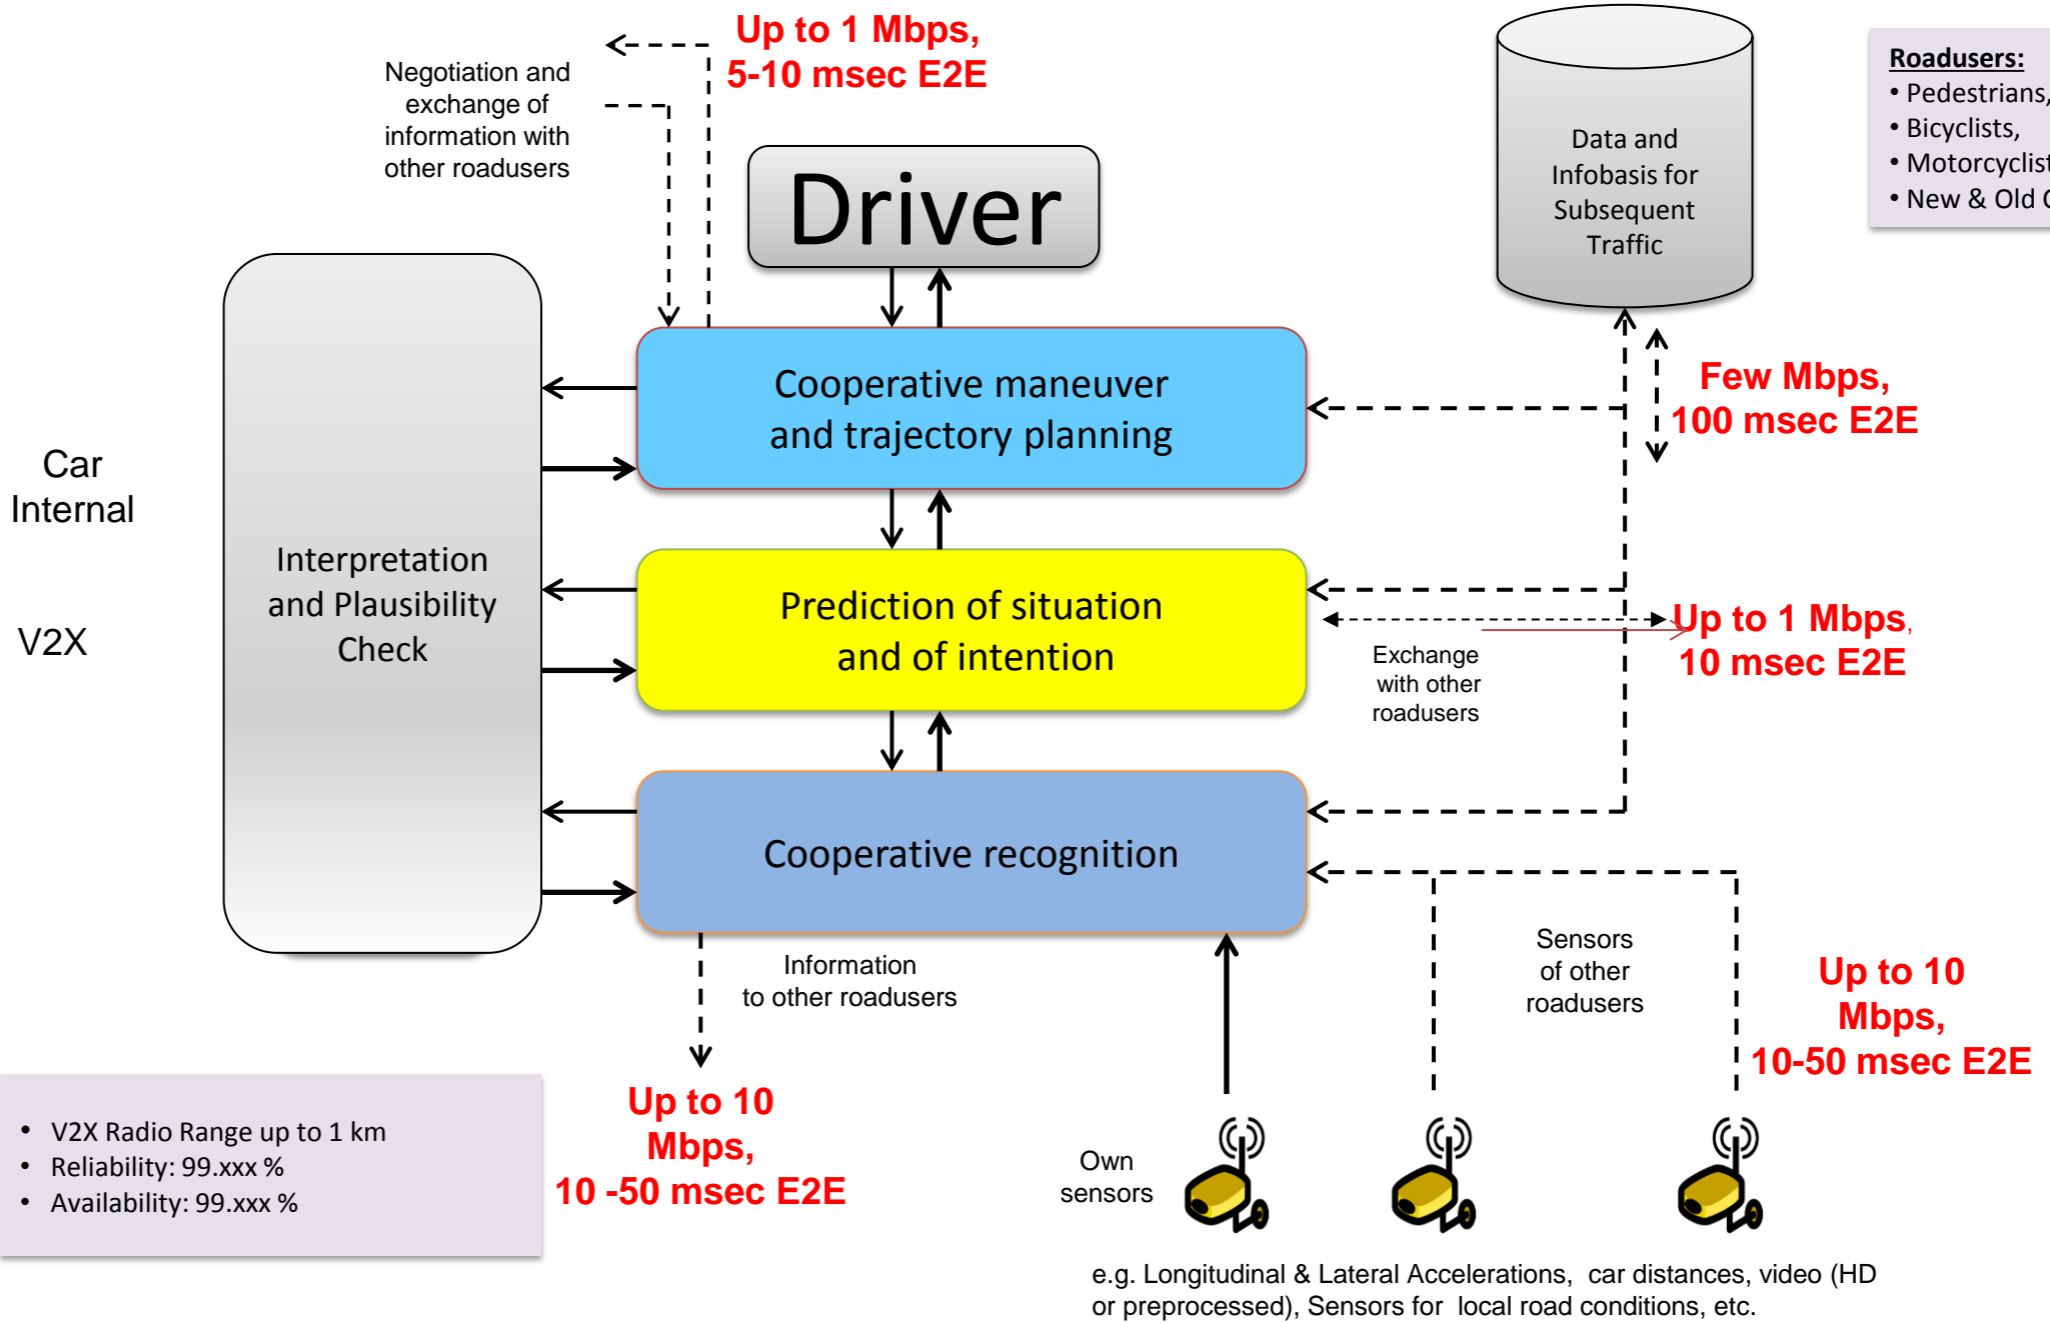 Up to 1 Mbps,
5-10 msec E2E
Negotiation and
exchange of
information with
other roadusers
Driver
Data and
Infobasis for
Subsequent
Traffic
Roadusers:
• Pedestrians,
• Bicyclists,
• Motorcyclist
• New & Old
Cooperative maneuver
and trajectory planning
Few Mbps,
100 msec E2E
Car
Internal
V2X
Interpretation
and Plausibility
Check
Prediction of situation
and of intention
Exchange
with other
roadusers
Up to 1 Mbps,
10 msec E2E
Cooperative recognition
Information
to other roadusers
Sensors
of other
roadusers
Up to 10
Mbps,
10-50 msec E2E
• V2X Radio Range up to 1 km
• Reliability: 99.xxx %
• Availability: 99.xxx %
Up to 10
Mbps,
10 -50 msec E2E
Own
sensors
e.g. Longitudinal & Lateral Accelerations, car distances, video (HD
or preprocessed), Sensors for local road conditions, etc.